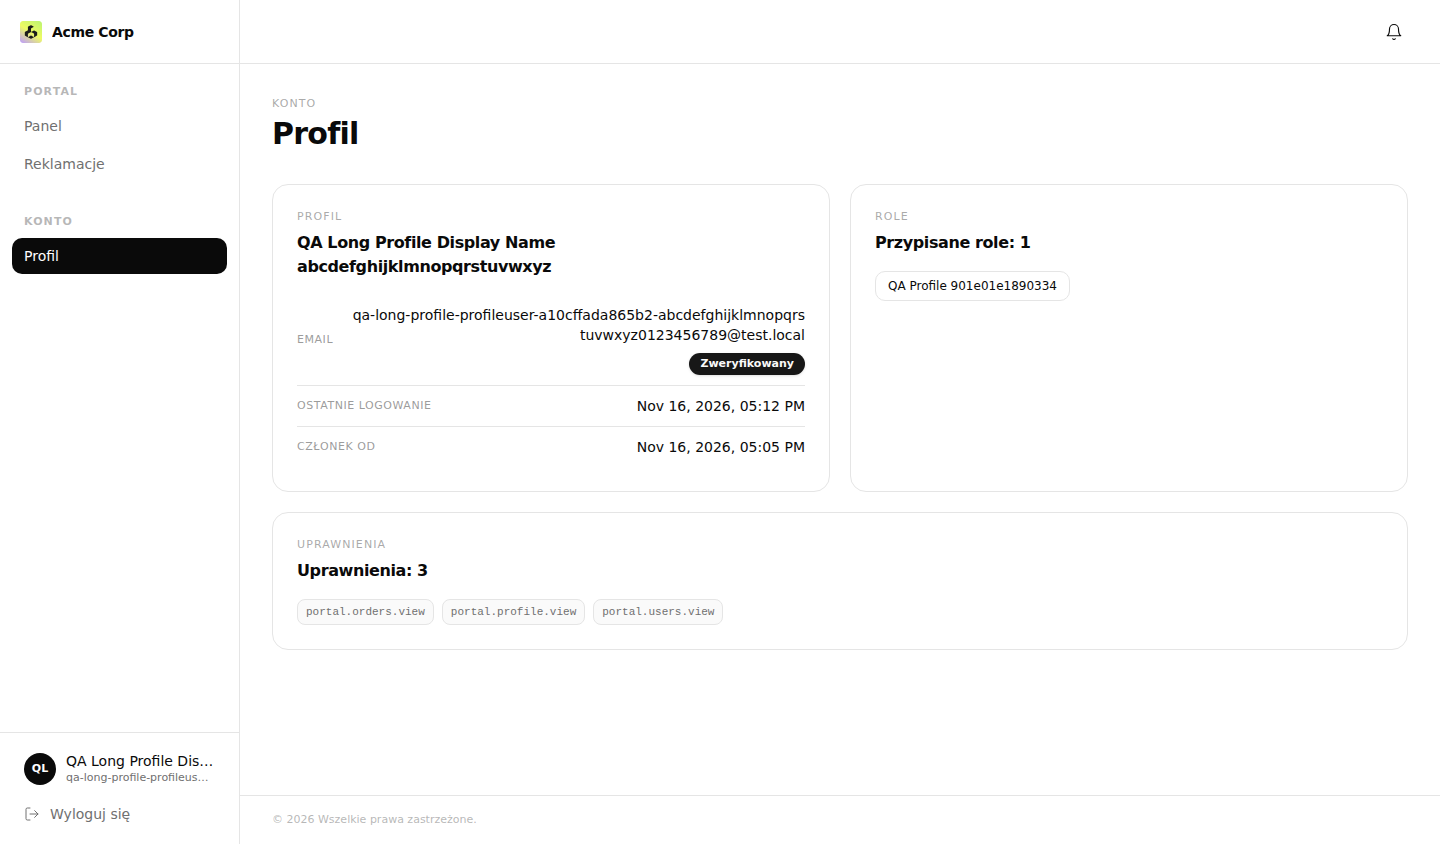 Acme Corp
PORTAL
Panel
Reklamacje
KONTO
Profil
QL
QA Long Profile Dis...
qa-long-profile-profileus...
Wyloguj się
KONTO
Profil
PROFIL
QA Long Profile Display Name
abcdefghijklmnopqrstuvwxyz
EMAIL
qa-long-profile-profileuser-a10cffada865b2-abcdefghijklmnopqrs
tuvwxyz0123456789@test.local
Zweryfikowany
OSTATNIE LOGOWANIE
Nov 16, 2026, 05:12 PM
CZŁONEK OD
Nov 16, 2026, 05:05 PM
ROLE
Przypisane role: 1
QA Profile 901e01e1890334
UPRAWNIENIA
Uprawnienia: 3
portal.orders.view
portal.profile.view
portal.users.view
© 2026 Wszelkie prawa zastrzeżone.